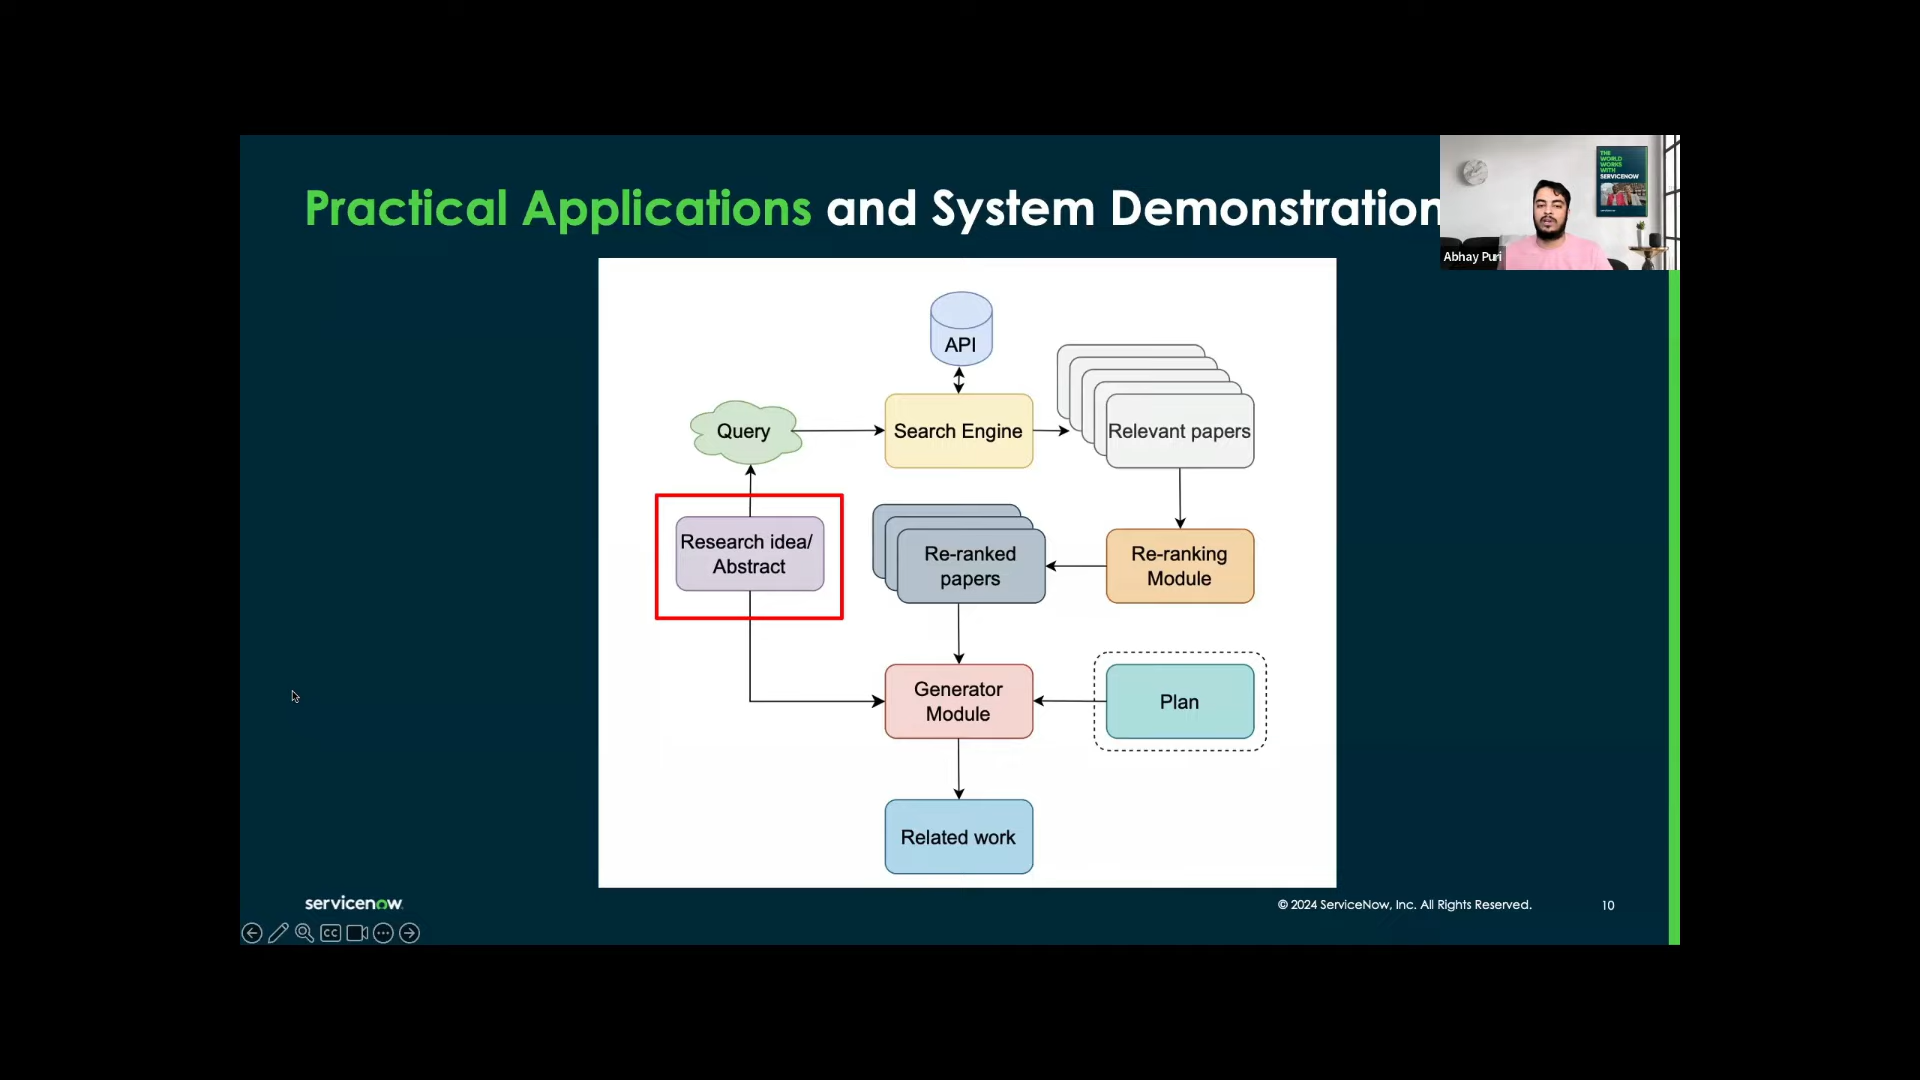 Practical Applications and System Demonstration
THE
WORLD
WORKS
WITH
SERVICENOW
Abhay Puri
API
Query
Search Engine
Relevant papers
Research idea/
Abstract
Re-ranked
papers
Re-ranking
Module
Generator
Module
Plan
Related work
servicenow
© 2024 ServiceNow, Inc. All Rights Reserved.
10
CC